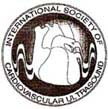 INTERNATIONAL SOCIETY OF
CARDIOVASCULAR ULTRASOUND